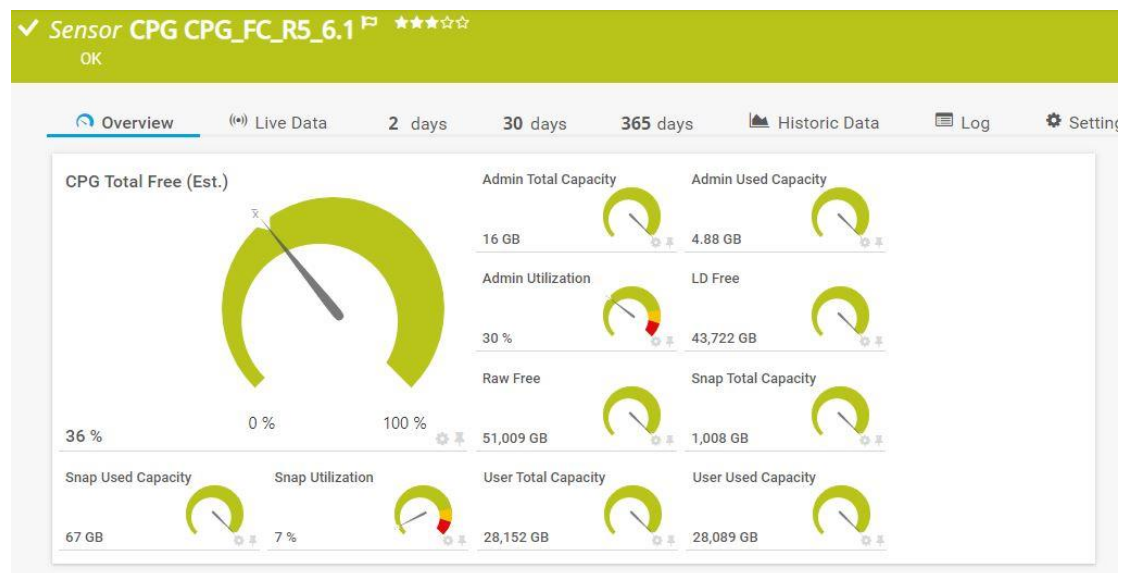 Sensor CPG CPG_FC_R5_6.1
OK
Overview Live Data 2 days 30 days 365 days Historic Data Log Setting
CPG Total Free (Est.)
x
0 %
100 %
36 %
Admin Total Capacity
16 GB
Admin Used Capacity
4.88 GB
Admin Utilization
30 %
LD Free
43,722 GB
Raw Free
51,009 GB
Snap Total Capacity
1,008 GB
Snap Used Capacity
67 GB
Snap Utilization
7 %
User Total Capacity
28,152 GB
User Used Capacity
28,089 GB